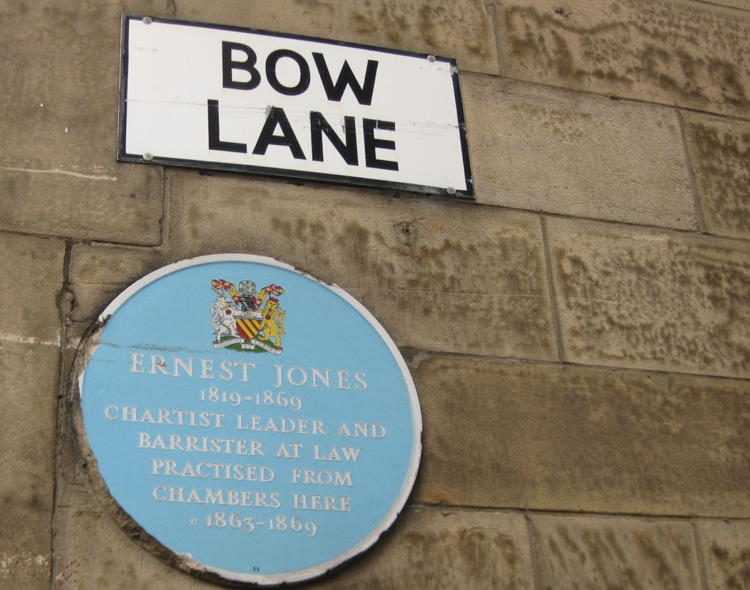 BOW
LANE
ERNEST JONES
1819-1869
CHARTIST LEADER AND
BARRISTER AT LAW
PRACTISED FROM
CHAMBERS HERE
c 1863-1869